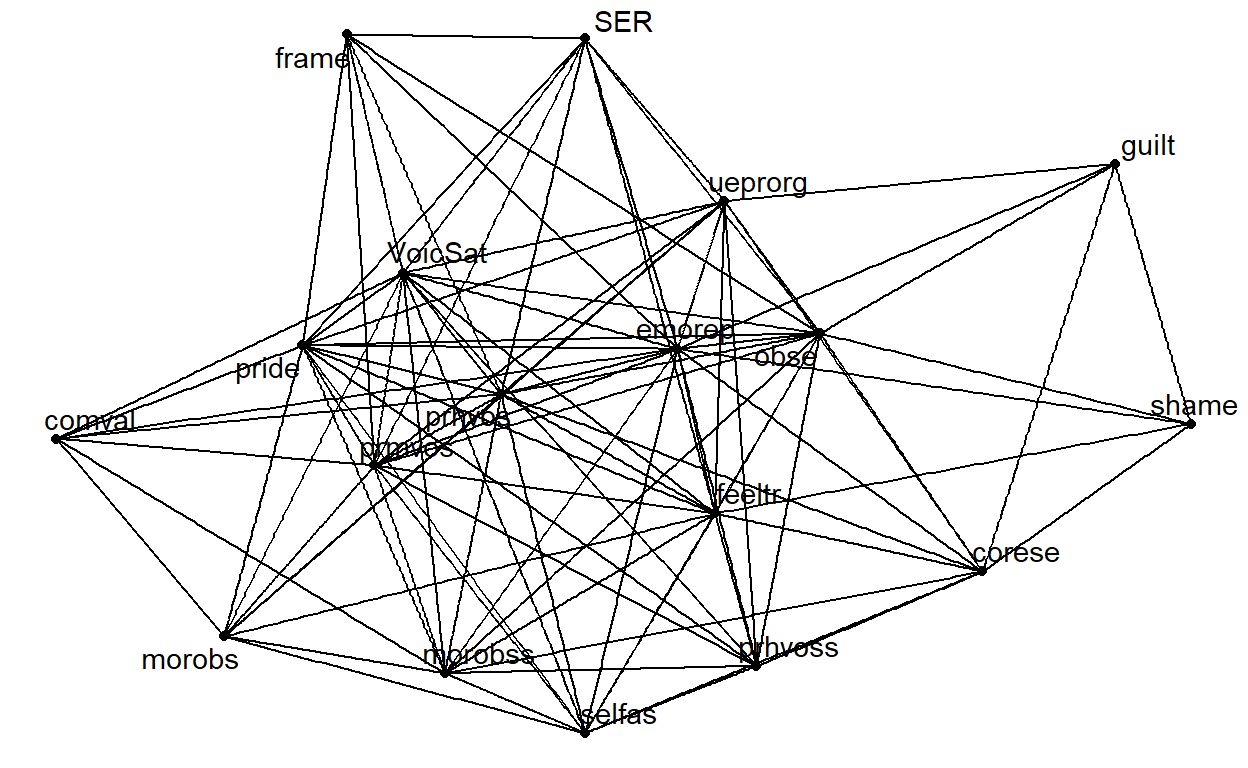 SER
frame
guilt
ueprorg
VoicSat
emorep
obse
pride
shame
comval
prhvos
prmvos
feeltr
corese
prhvoss
morobs
morobss
selfas